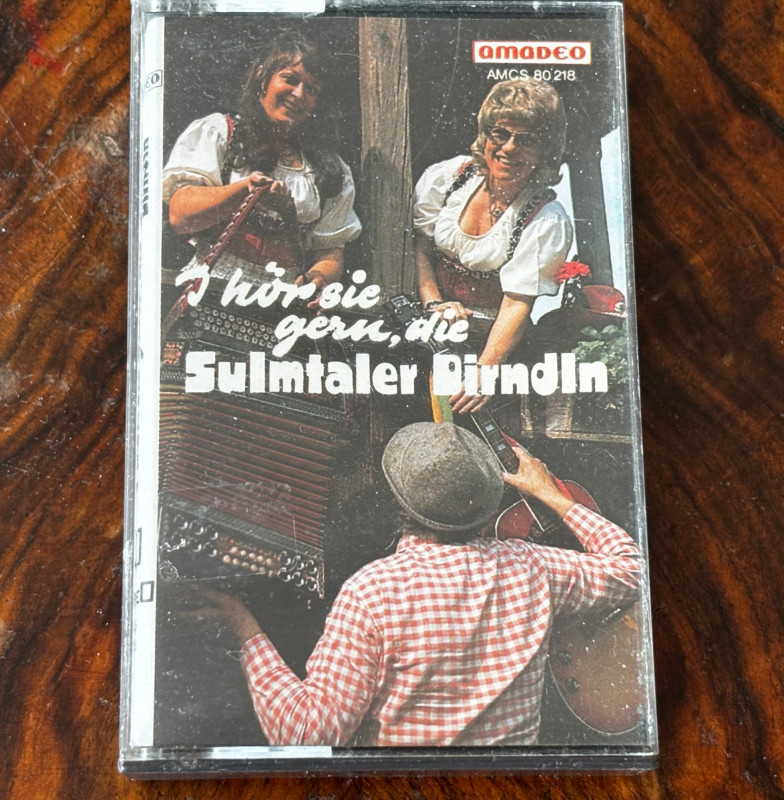 amadeo
AMCS 80 218
I hör sie
gern, die
Sulmtaler Dirndln